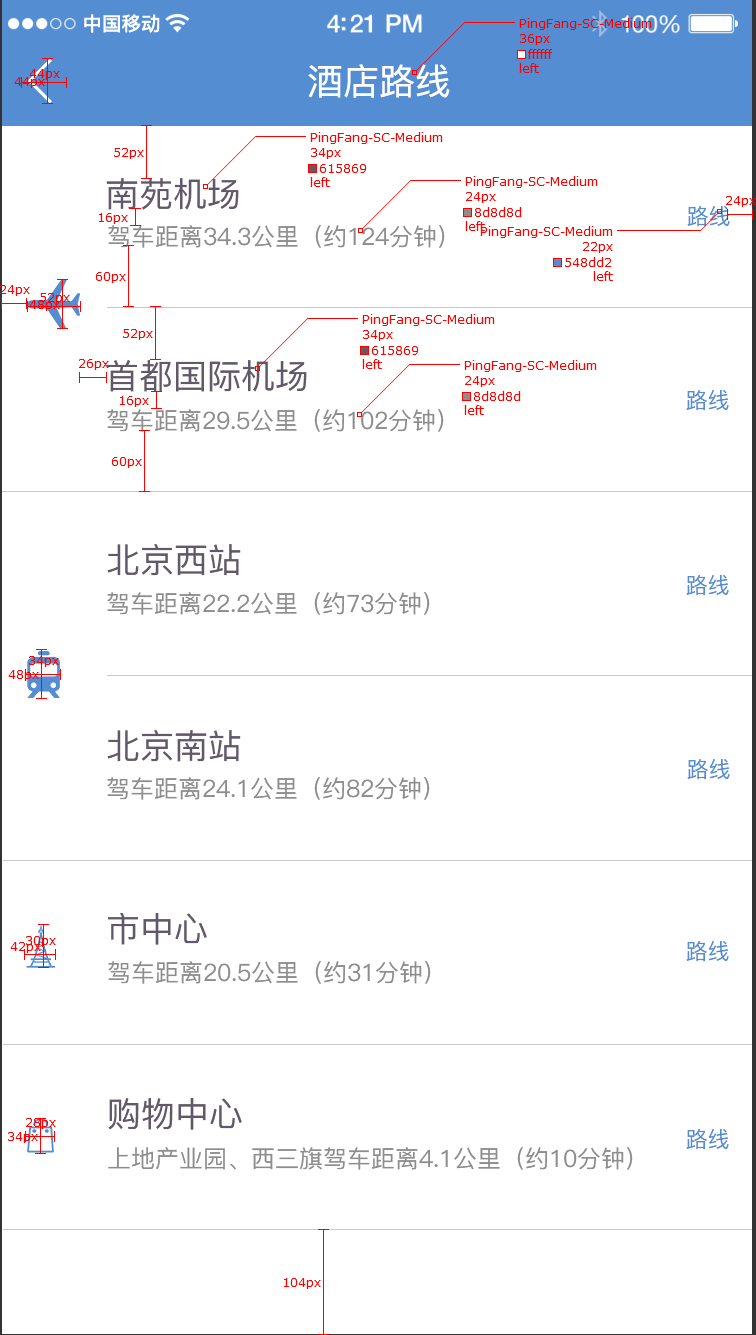 中国移动 4:21 PM 100%
PingFang-SC-Medium
36px
ffffff
left
44px
44px
酒店路线
52px
PingFang-SC-Medium
34px
615869
left
南苑机场
16px
驾车距离34.3公里（约124分钟）
PingFang-SC-Medium
24px
8d8d8d
left
24px
路线
PingFang-SC-Medium
22px
548dd2
left
60px
24px
52px
48px
52px
PingFang-SC-Medium
34px
615869
left
26px
首都国际机场
16px
驾车距离29.5公里（约102分钟）
PingFang-SC-Medium
24px
8d8d8d
left
路线
60px
北京西站
驾车距离22.2公里（约73分钟）
路线
34px
48px
北京南站
驾车距离24.1公里（约82分钟）
路线
市中心
30px
42px
驾车距离20.5公里（约31分钟）
路线
购物中心
28px
34px
上地产业园、西三旗驾车距离4.1公里（约10分钟）
路线
104px